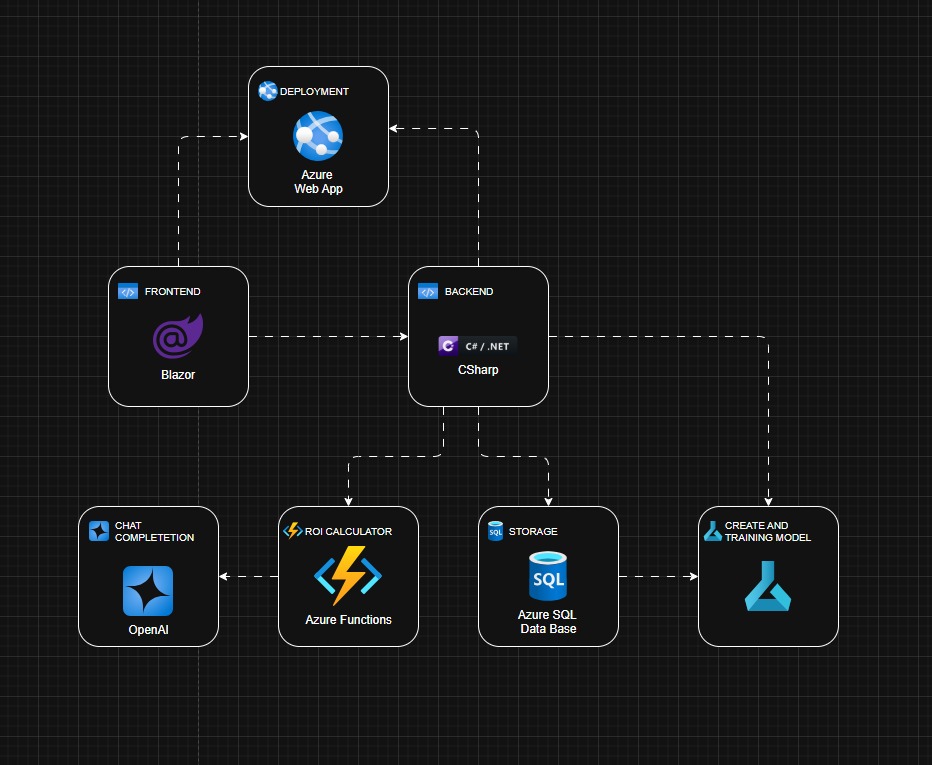 DEPLOYMENT
Azure
Web App
FRONTEND
Blazor
BACKEND
C# / .NET
CSharp
CHAT
COMPLETETION
OpenAI
ROI CALCULATOR
Azure Functions
SQL
STORAGE
SQL
Azure SQL
Data Base
CREATE AND
TRAINING MODEL